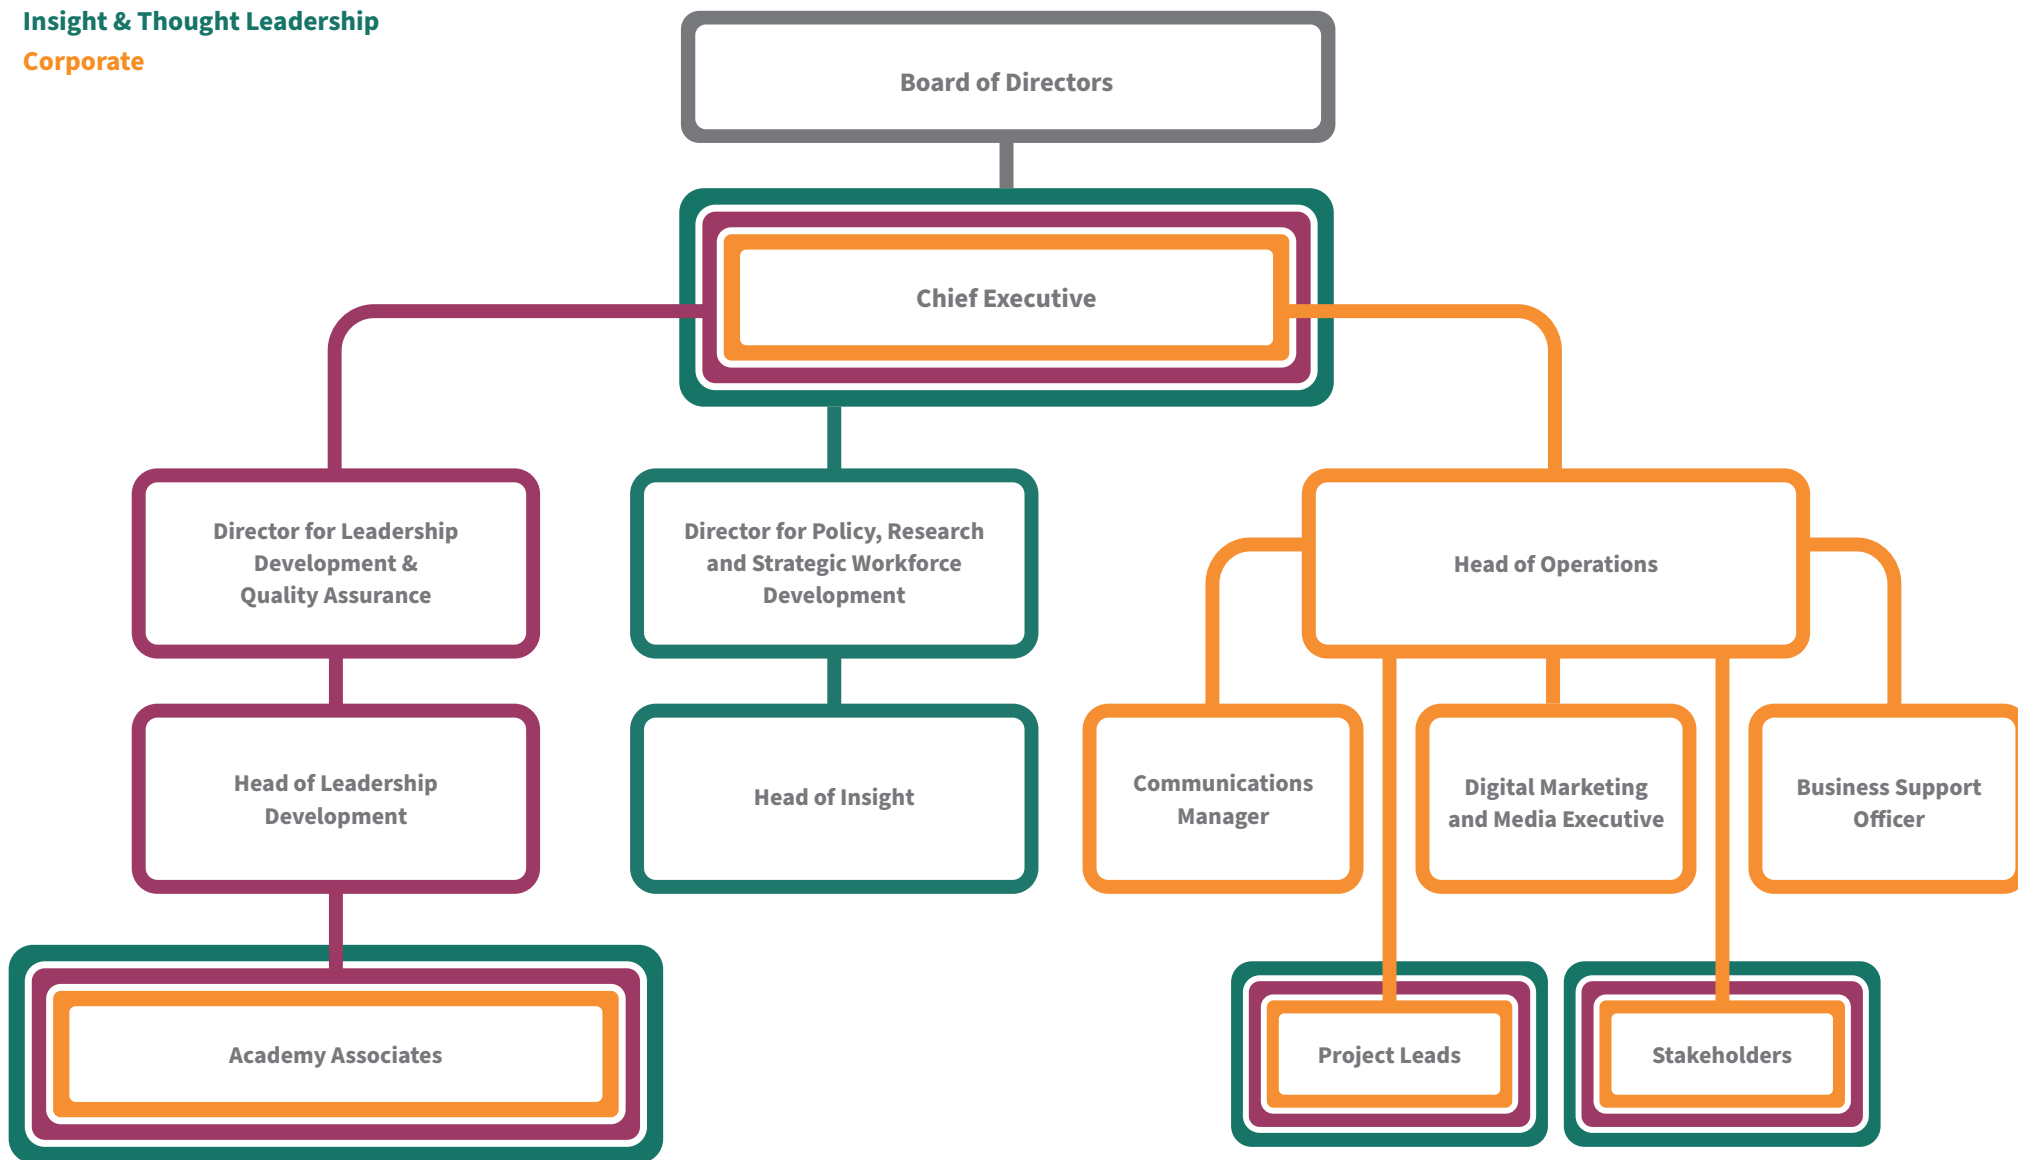 Insight & Thought Leadership
Corporate
Board of Directors
Chief Executive
Director for Leadership
Development &
Quality Assurance
Director for Policy, Research
and Strategic Workforce
Development
Head of Operations
Head of Leadership
Development
Head of Insight
Communications
Manager
Digital Marketing
and Media Executive
Business Support
Officer
Academy Associates
Project Leads
Stakeholders